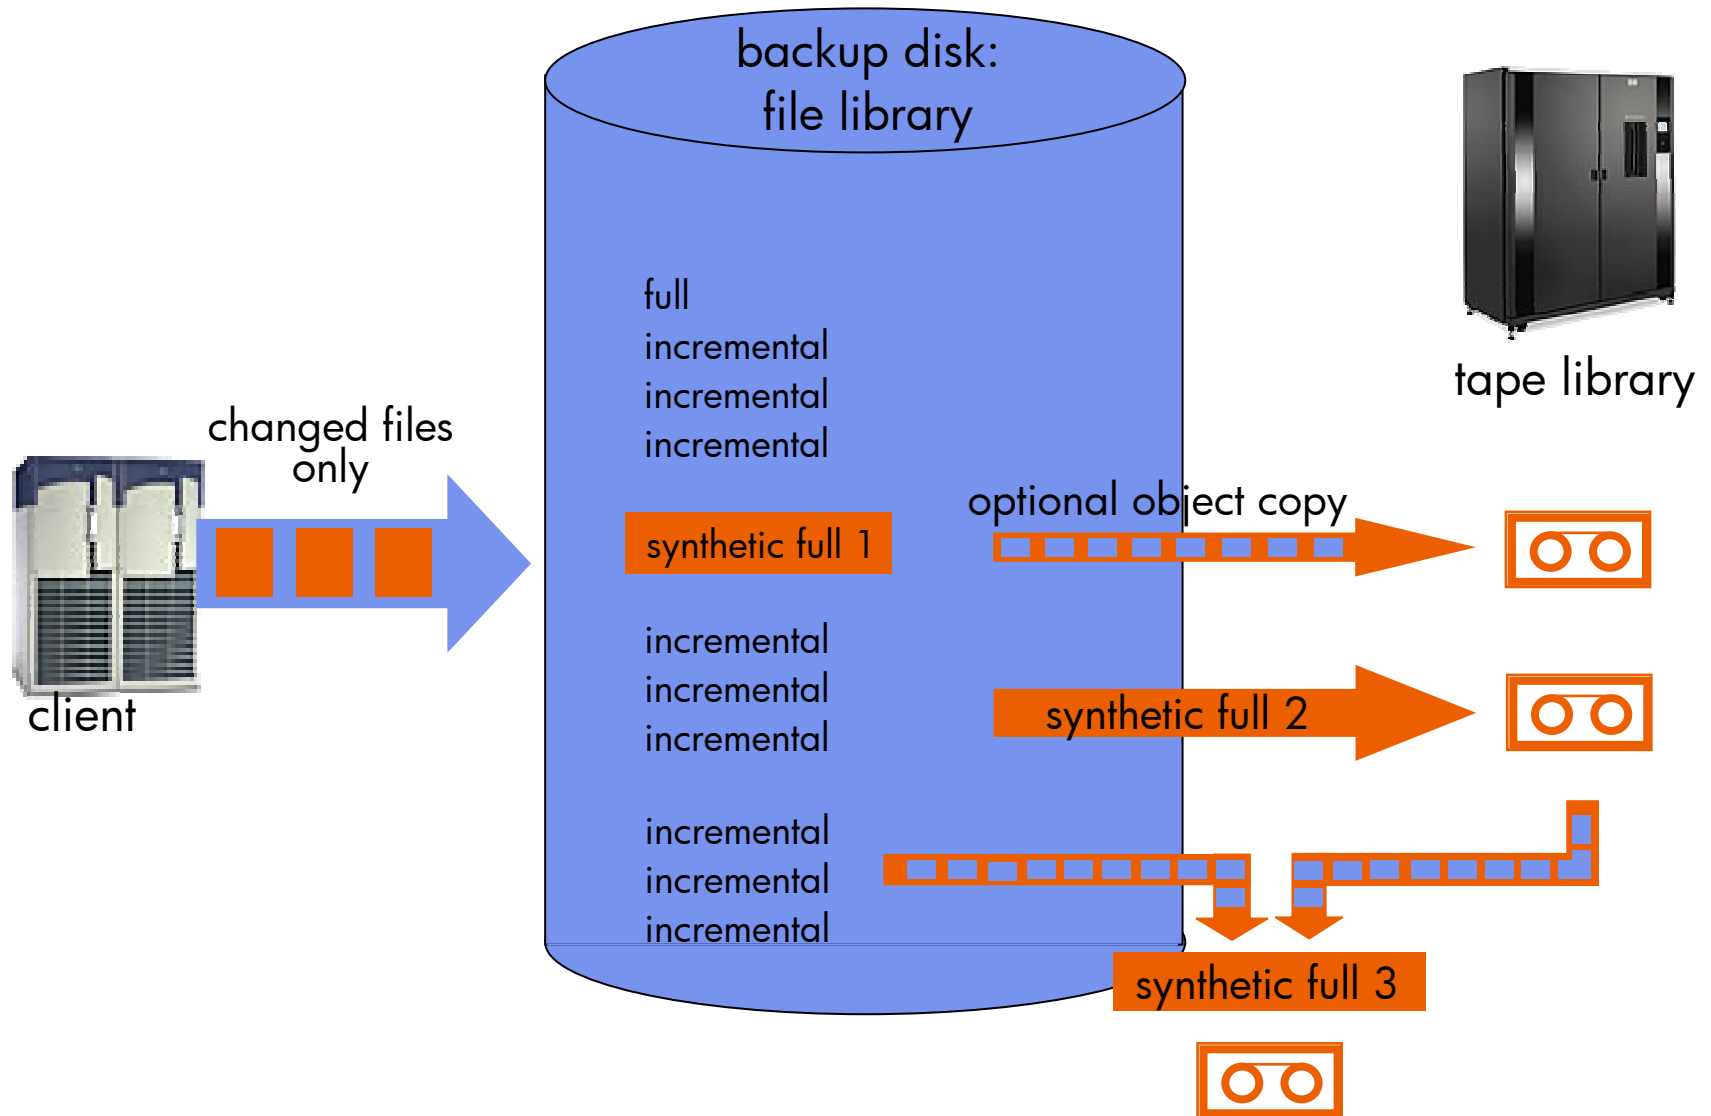 backup disk:
file library
tape library
full
incremental
incremental
incremental
changed files
only
client
synthetic full 1
optional object copy
incremental
incremental
incremental
synthetic full 2
incremental
incremental
incremental
synthetic full 3